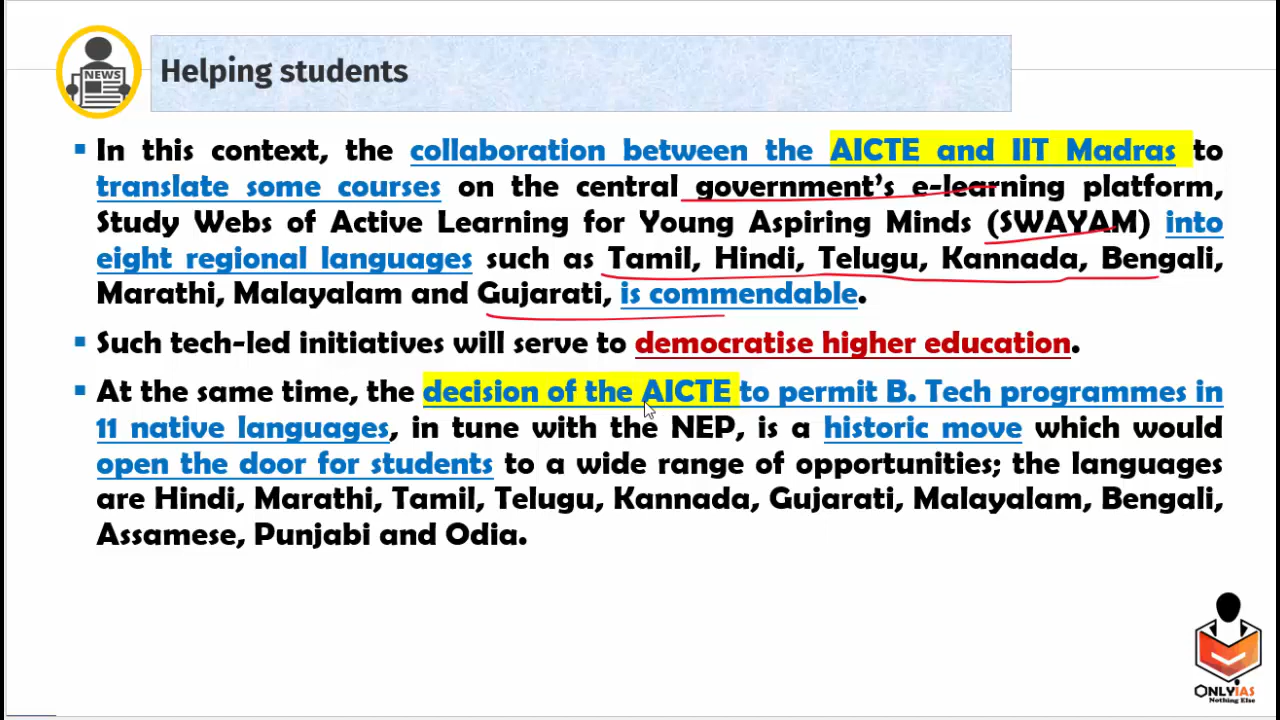 NEWS
Helping students
In this context, the collaboration between the AICTE and IIT Madras to
translate some courses on the central government's e-learning platform,
Study Webs of Active Learning for Young Aspiring Minds (SWAYAM) into
eight regional languages such as Tamil, Hindi, Telugu, Kannada, Bengali,
Marathi, Malayalam and Gujarati, is commendable.
Such tech-led initiatives will serve to democratise higher education.
At the same time, the decision of the AICTE to permit B. Tech programmes in
11 native languages, in tune with the NEP, is a historic move which would
open the door for students to a wide range of opportunities; the languages
are Hindi, Marathi, Tamil, Telugu, Kannada, Gujarati, Malayalam, Bengali,
Assamese, Punjabi and Odia.
ONLYIAS
Nothing Else